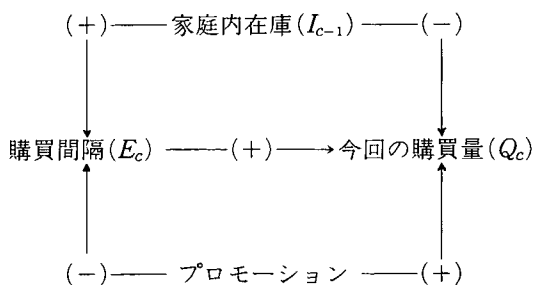 (+) 家庭内在庫(I_{c-1}) (-)
購買間隔(E_c) (+) 今回の購買量(Q_c)
(-) プロモーション (+)